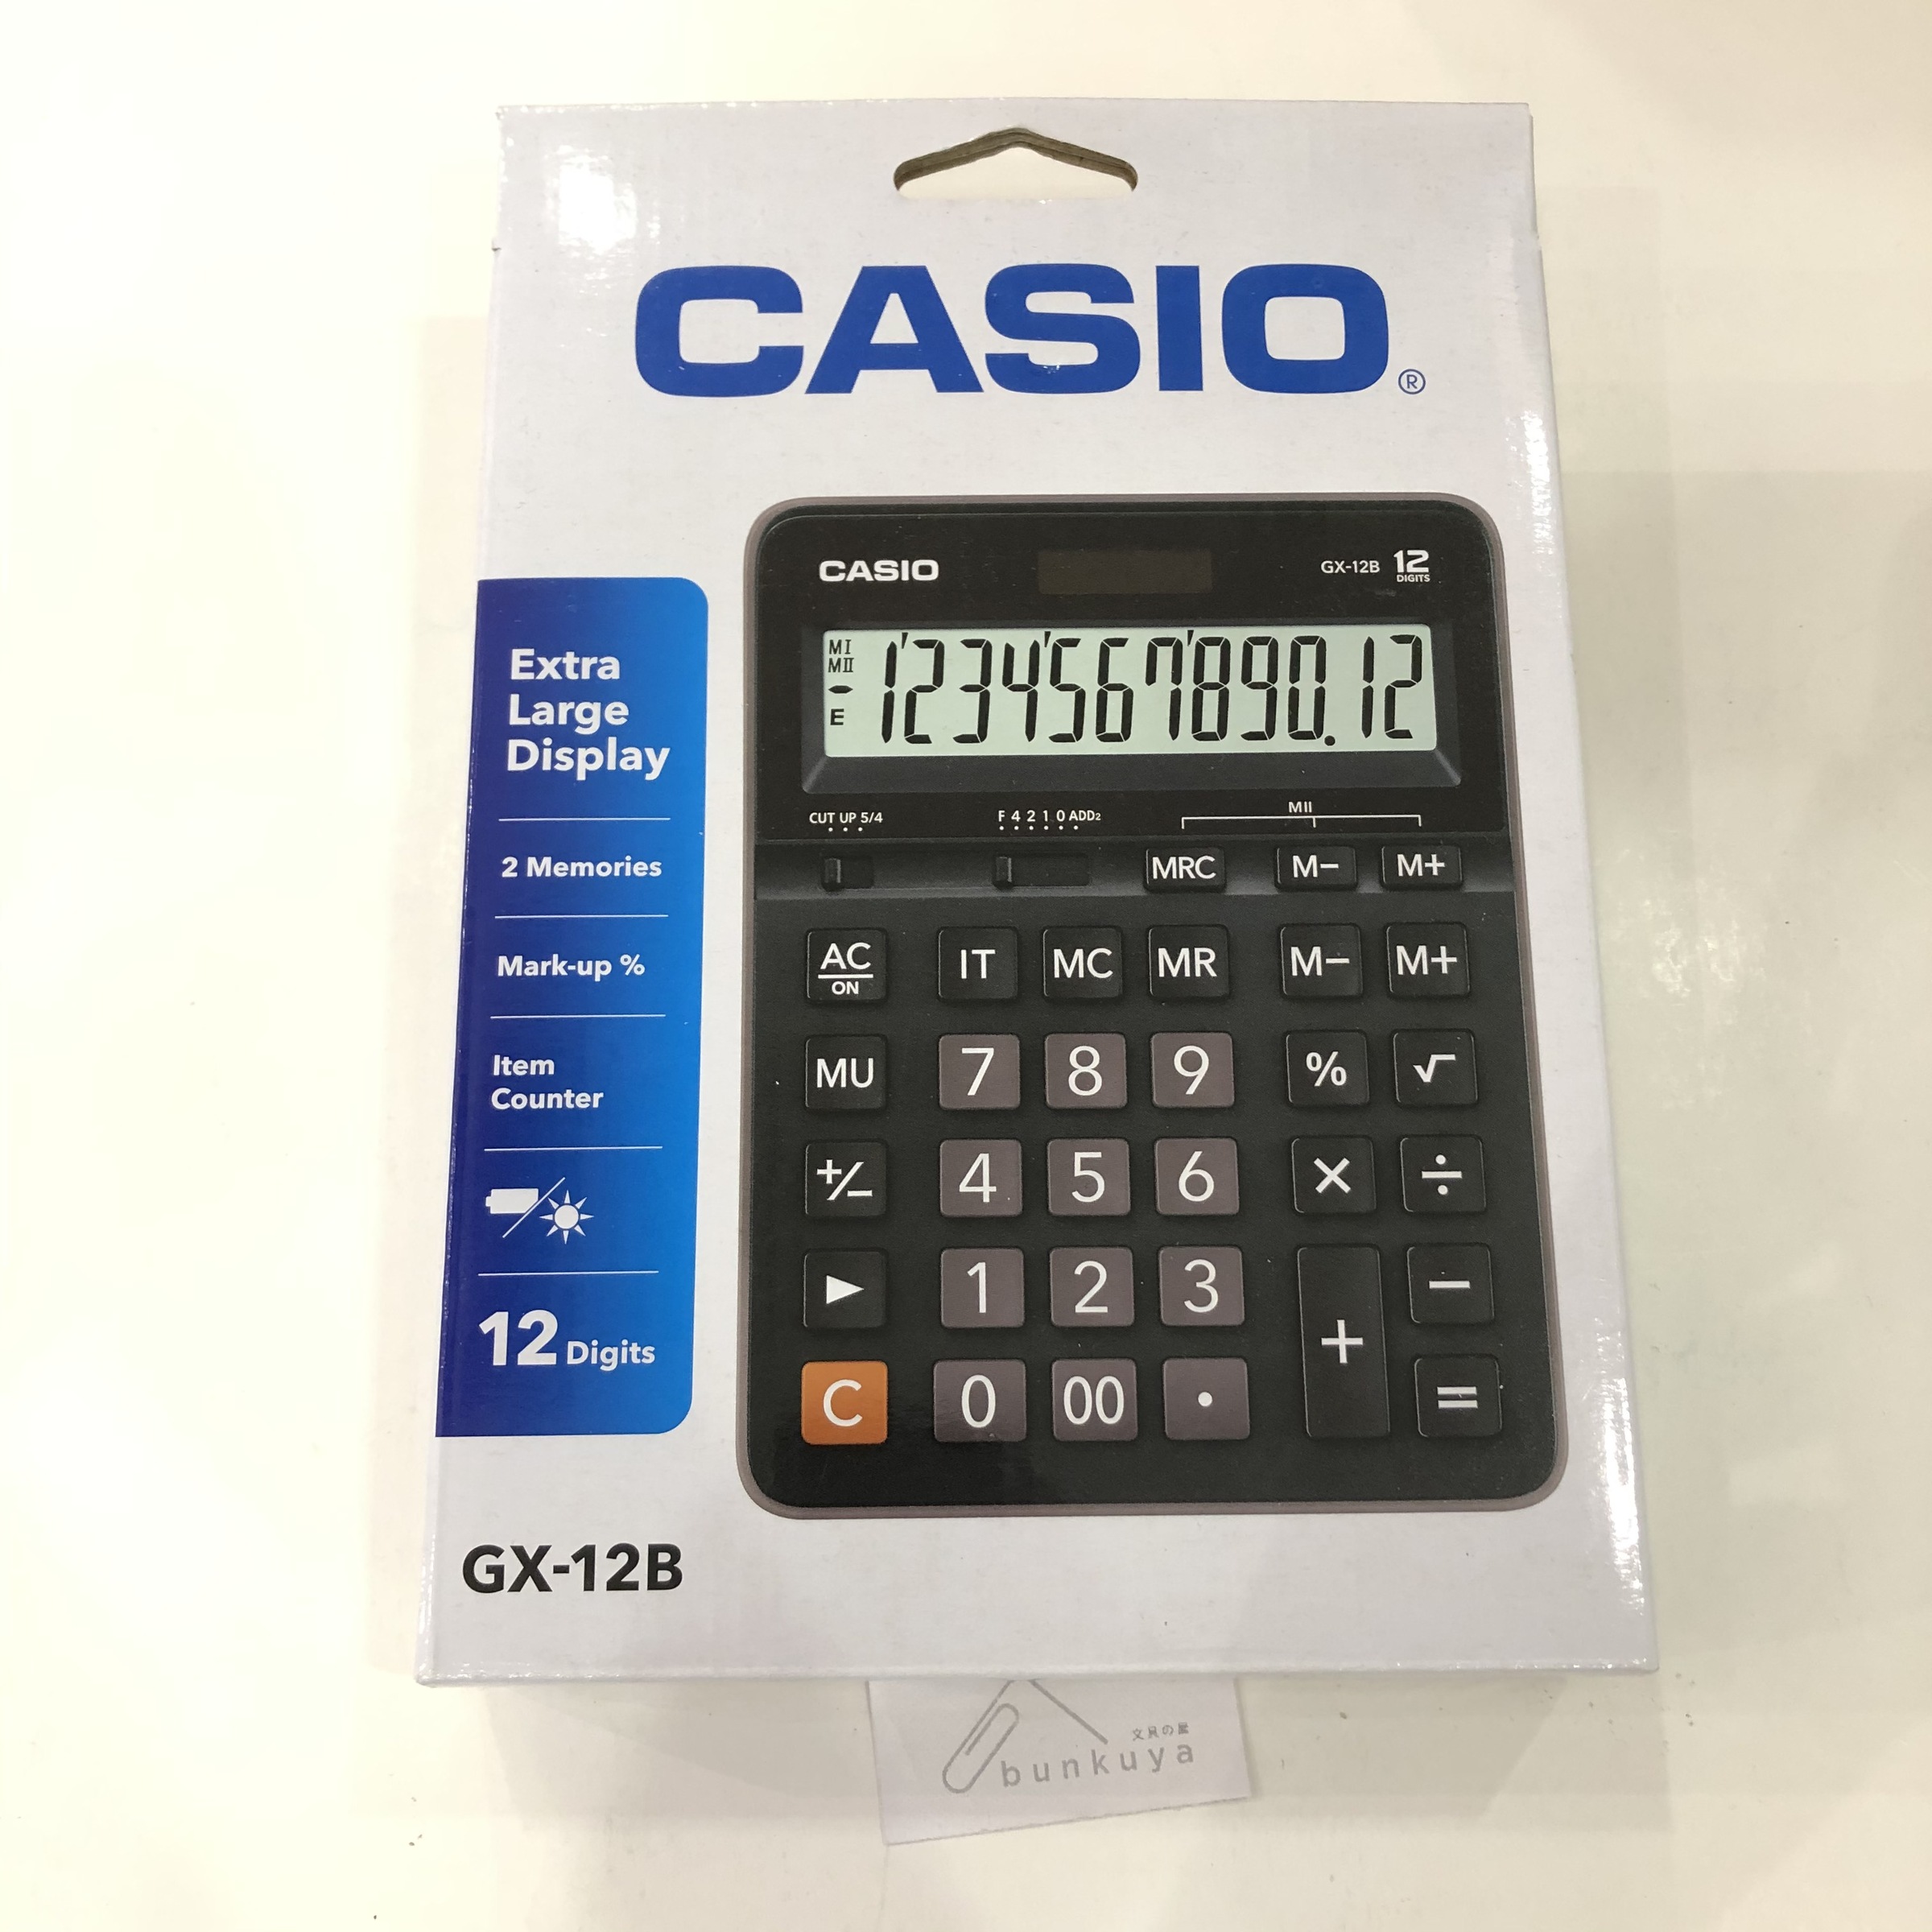 CASIO®
CASIO
GX-12B 12 DIGITS
MI
MII
-
E
1'234'567'890.12
CUT UP 5/4
F 4 2 1 0 ADD2
MII
MRC M− M+
AC/ON IT MC MR M− M+
MU 7 8 9 % √
+/− 4 5 6 × ÷
▶ 1 2 3 + −
C 0 00 · =
Extra
Large
Display
2 Memories
Mark-up %
Item
Counter
12 Digits
GX-12B
文具の屋
bunkuya